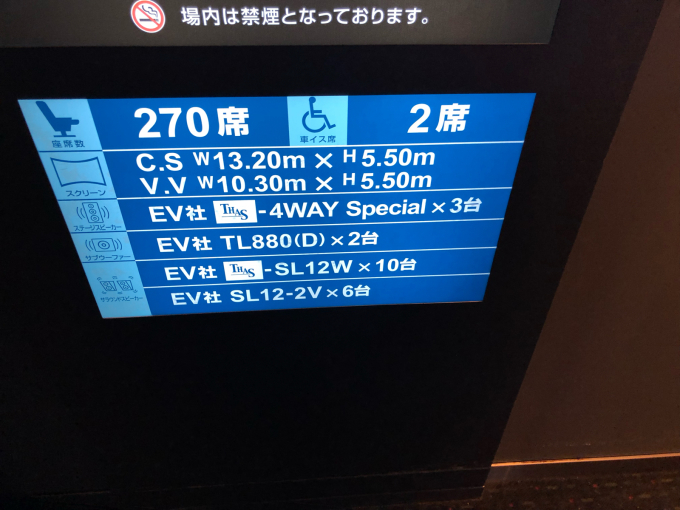 場内は禁煙となっております。
座席数 270席 車イス席 2席
スクリーン C.S W13.20m × H5.50m
V.V W10.30m × H5.50m
ステージスピーカー EV社 THAS-4WAY Special×3台
サブウーファー EV社 TL880(D)×2台
サラウンドスピーカー EV社 THAS-SL12W×10台
EV社 SL12-2V×6台